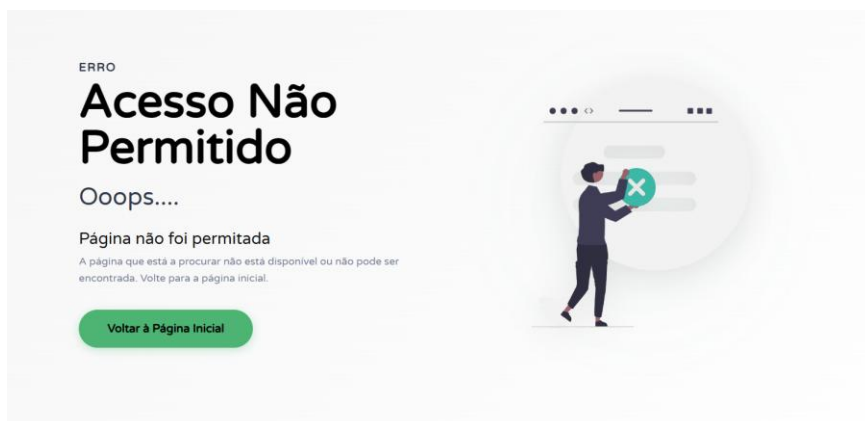 ERRO
Acesso Não
Permitido
Ooops....
Página não foi permitada
A página que está a procurar não está disponível ou não pode ser
encontrada. Volte para a página inicial.
Voltar à Página Inicial